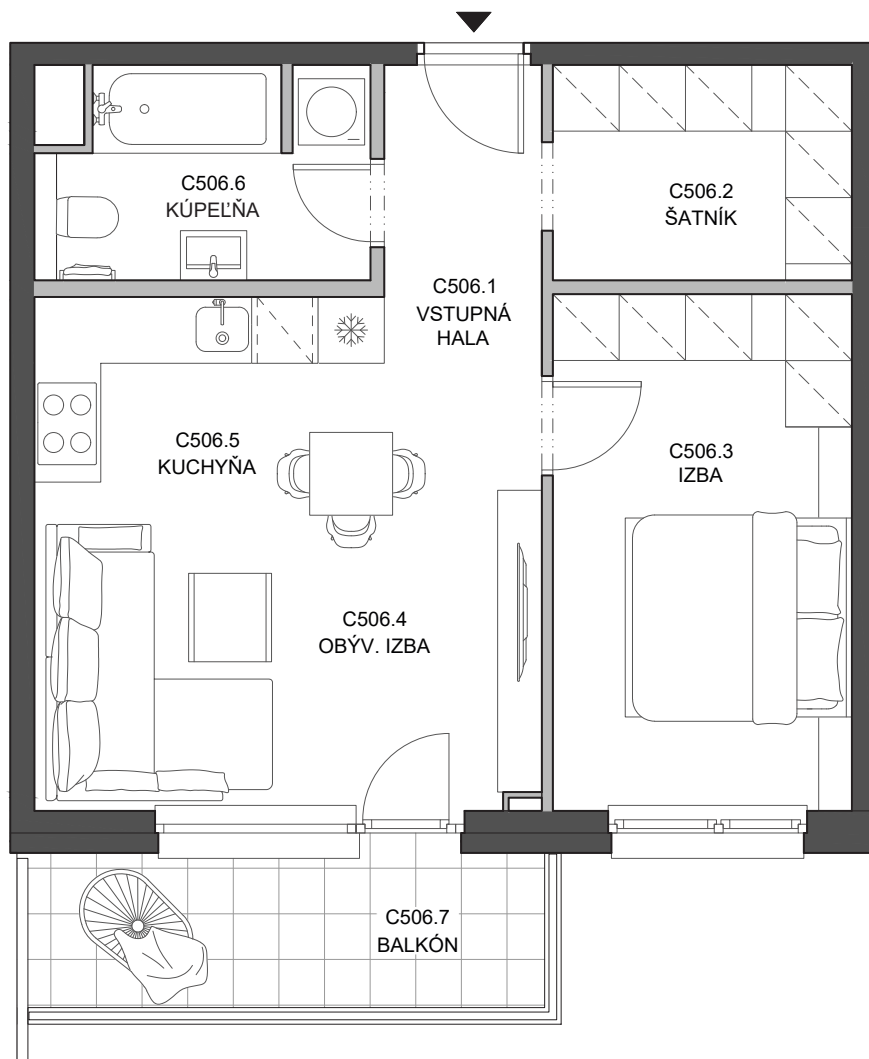 C506.6
KÚPEĽŇA
C506.2
ŠATNÍK
C506.1
VSTUPNÁ
HALA
C506.5
KUCHYŇA
C506.3
IZBA
C506.4
OBÝV. IZBA
C506.7
BALKÓN